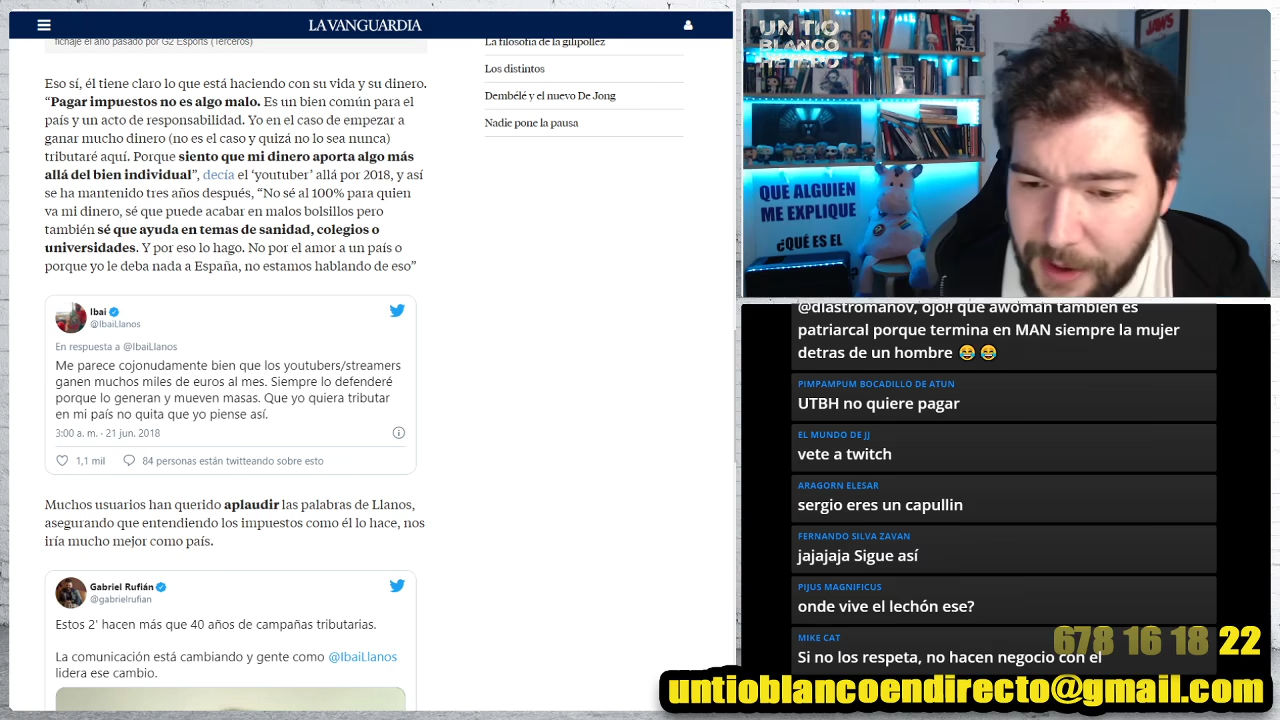 LA VANGUARDIA
fichaje el año pasado por G2 Esports (Terceros)
Eso sí, él tiene claro lo que está haciendo con su vida y su dinero.
“Pagar impuestos no es algo malo. Es un bien común para el
país y un acto de responsabilidad. Yo en el caso de empezar a
ganar mucho dinero (no es el caso y quizá no lo sea nunca)
tributaré aquí. Porque siento que mi dinero aporta algo más
allá del bien individual”, decía el ‘youtuber’ allá por 2018, y así
se ha mantenido tres años después, “No sé al 100% para quien
va mi dinero, sé que puede acabar en malos bolsillos pero
también sé que ayuda en temas de sanidad, colegios o
universidades. Y por eso lo hago. No por el amor a un país o
porque yo le deba nada a España, no estamos hablando de eso”
Ibai
@IbaiLlanos
En respuesta a @IbaiLlanos
Me parece cojonudamente bien que los youtubers/streamers
ganen muchos miles de euros al mes. Siempre lo defenderé
porque lo generan y mueven masas. Que yo quiera tributar
en mi país no quita que yo piense así.
3:00 a. m. · 21 jun. 2018
1,1 mil 84 personas están twitteando sobre esto
Muchos usuarios han querido aplaudir las palabras de Llanos,
asegurando que entendiendo los impuestos como él lo hace, nos
iría mucho mejor como país.
Gabriel Rufián
@gabrielrufian
Estos 2' hacen más que 40 años de campañas tributarias.
La comunicación está cambiando y gente como @IbaiLlanos
lidera ese cambio.
La filosofía de la gilipollez
Los distintos
Dembélé y el nuevo De Jong
Nadie pone la pausa
UN TIO
BLANCO
HETERO
QUE ALGUIEN
ME EXPLIQUE
¿QUÉ ES EL
JAWS
@dlastromanov, ojo!! que awoman también es
patriarcal porque termina en MAN siempre la mujer
detras de un hombre 😂 😂
PIMPAMPUM BOCADILLO DE ATUN
UTBH no quiere pagar
EL MUNDO DE JJ
vete a twitch
ARAGORN ELESAR
sergio eres un capullin
FERNANDO SILVA ZAVAN
jajajaja Sigue así
PIJUS MAGNIFICUS
onde vive el lechón ese?
MIKE CAT
Si no los respeta, no hacen negocio con el
678 16 18 22
untioblancoendirecto@gmail.com